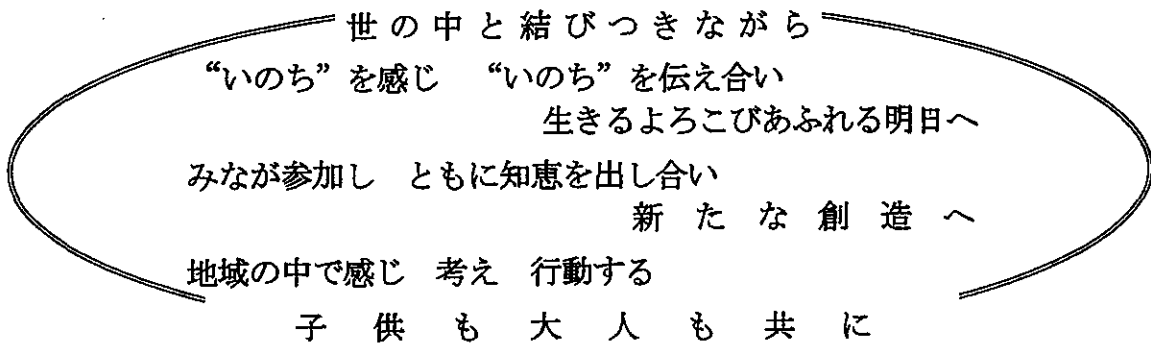 世の中と結びつきながら
“いのち”を感じ　“いのち”を伝え合い
生きるよろこびあふれる明日へ
みなが参加し　ともに知恵を出し合い
新たな創造へ
地域の中で感じ　考え　行動する
子供も大人も共に